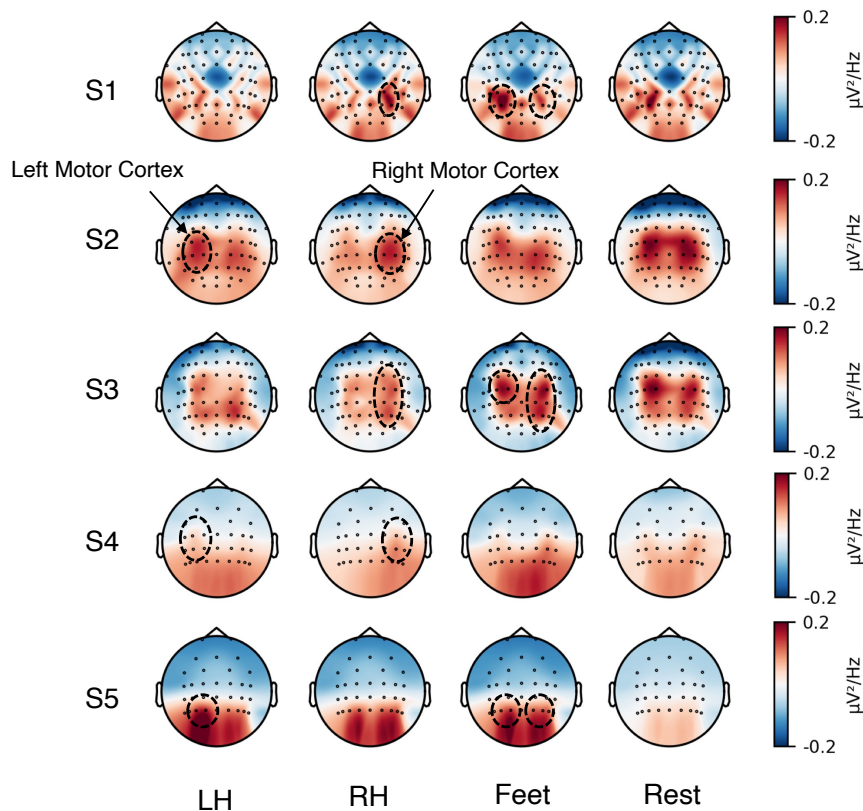 0.2
S1
μV²/Hz
-0.2
Left Motor Cortex
Right Motor Cortex
0.2
S2
μV²/Hz
-0.2
0.2
S3
μV²/Hz
-0.2
0.2
S4
μV²/Hz
-0.2
0.2
S5
μV²/Hz
-0.2
LH RH Feet Rest